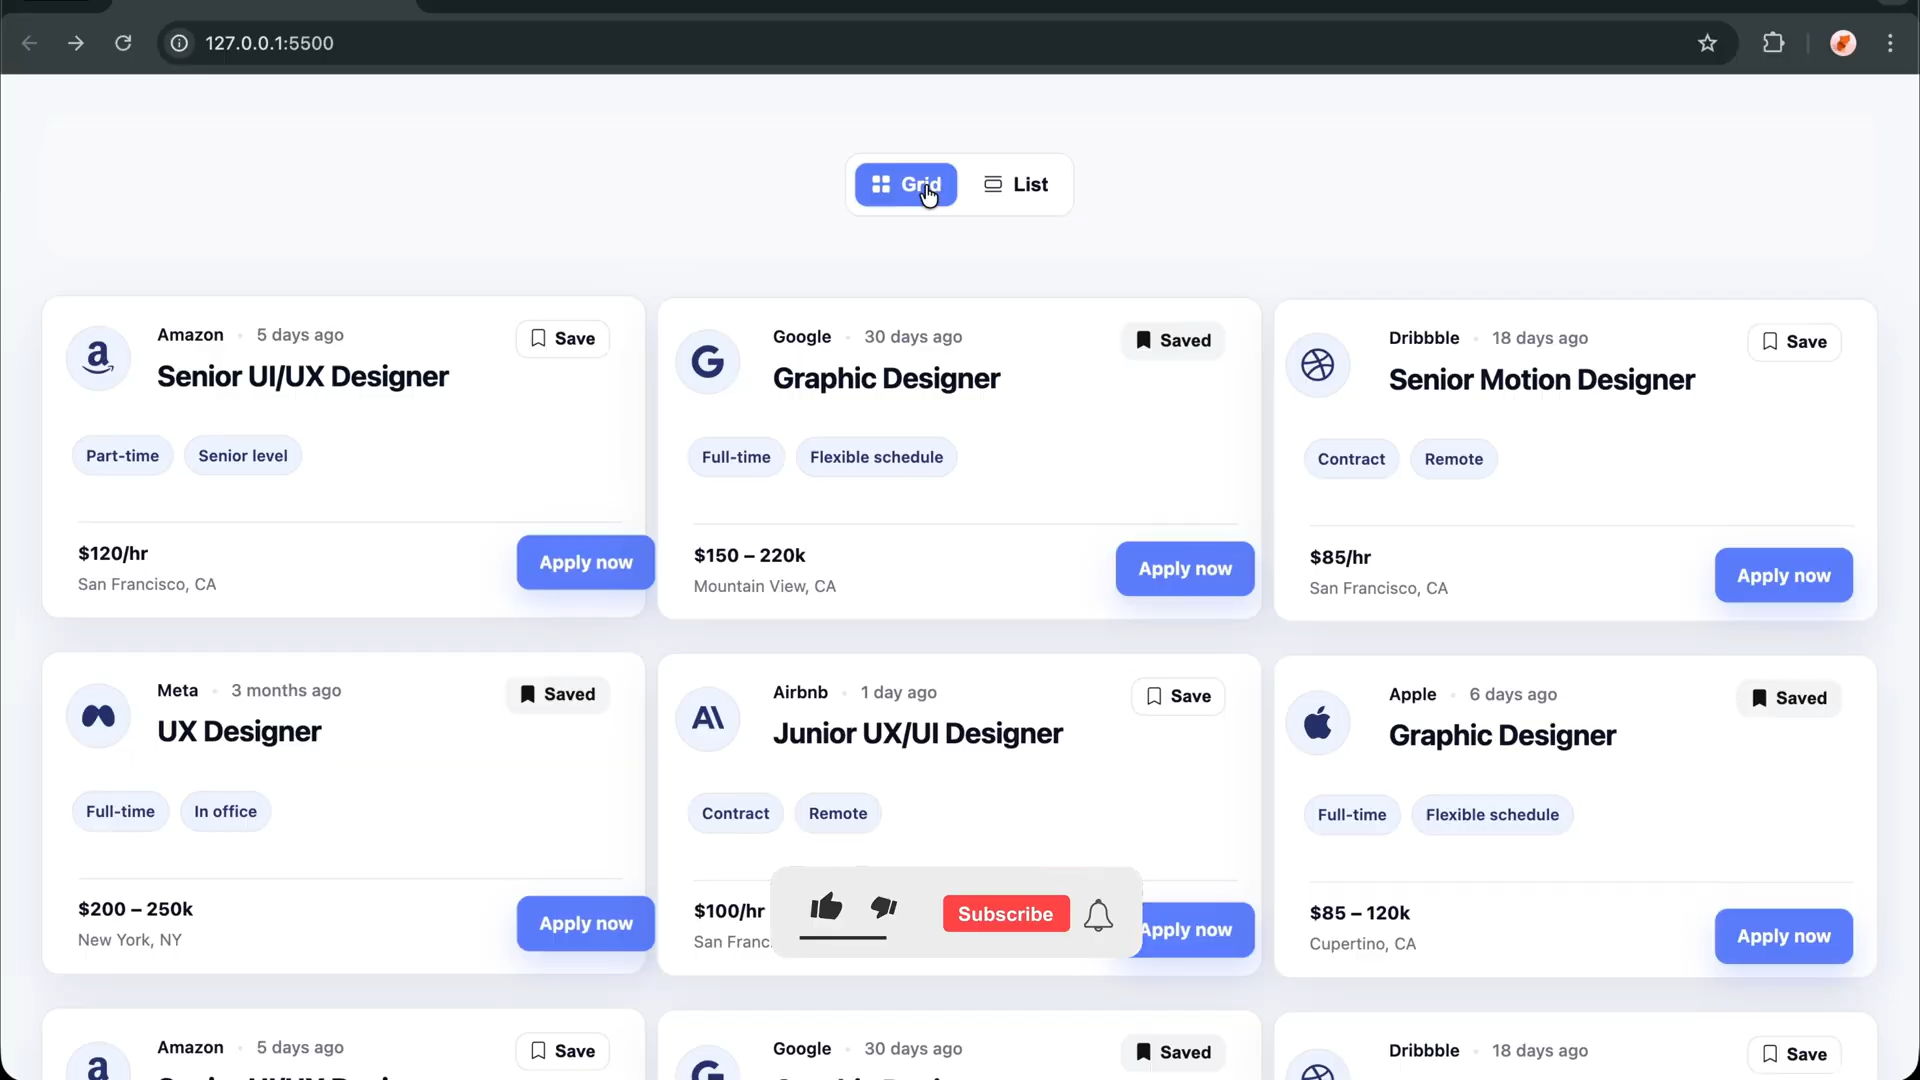 127.0.0.1:5500
Grid
List
Amazon • 5 days ago
Save
Senior UI/UX Designer
Part-time
Senior level
$120/hr
San Francisco, CA
Apply now
Google • 30 days ago
Saved
Graphic Designer
Full-time
Flexible schedule
$150 – 220k
Mountain View, CA
Apply now
Dribbble • 18 days ago
Save
Senior Motion Designer
Contract
Remote
$85/hr
San Francisco, CA
Apply now
Meta • 3 months ago
Saved
UX Designer
Full-time
In office
$200 – 250k
New York, NY
Apply now
Airbnb • 1 day ago
Save
Junior UX/UI Designer
Contract
Remote
$100/hr
San Franc
Apply now
Subscribe
Apple • 6 days ago
Saved
Graphic Designer
Full-time
Flexible schedule
$85 – 120k
Cupertino, CA
Apply now
Amazon • 5 days ago
Save
Google • 30 days ago
Saved
Dribbble • 18 days ago
Save